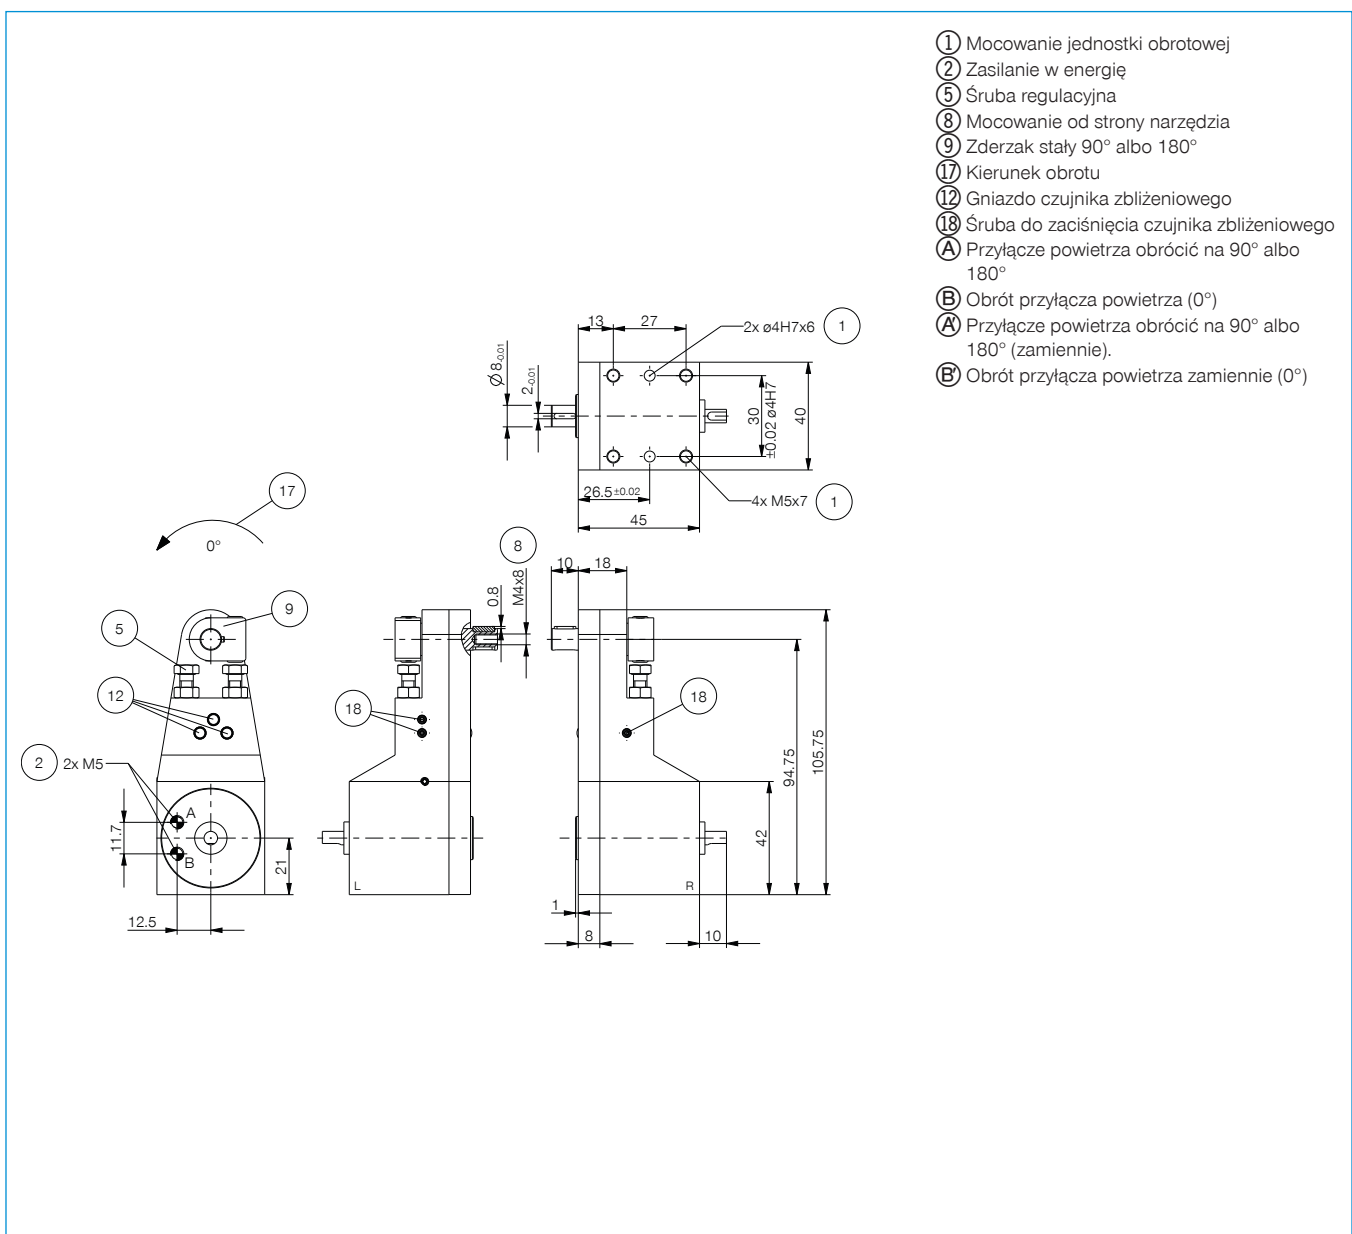 ① Mocowanie jednostki obrotowej
② Zasilanie w energię
⑤ Śruba regulacyjna
⑧ Mocowanie od strony narzędzia
⑨ Zderzak stały 90° albo 180°
⑰ Kierunek obrotu
⑫ Gniazdo czujnika zbliżeniowego
⑱ Śruba do zaciśnięcia czujnika zbliżeniowego
Ⓐ Przyłącze powietrza obrócić na 90° albo
180°
Ⓑ Obrót przyłącza powietrza (0°)
A' Przyłącze powietrza obrócić na 90° albo
180° (zamiennie).
B' Obrót przyłącza powietrza zamiennie (0°)
13
27
2x ø4H7x6
1
Ø 8-0.01
2-0.01
30
±0.02 ø4H7
40
26.5±0.02
4x M5x7
1
45
17
0°
8
9
5
12
2
2x M5
A
B
11.7
21
12.5
0.8
M4x8
18
L
10
18
18
94.75
105.75
42
R
1
8
10